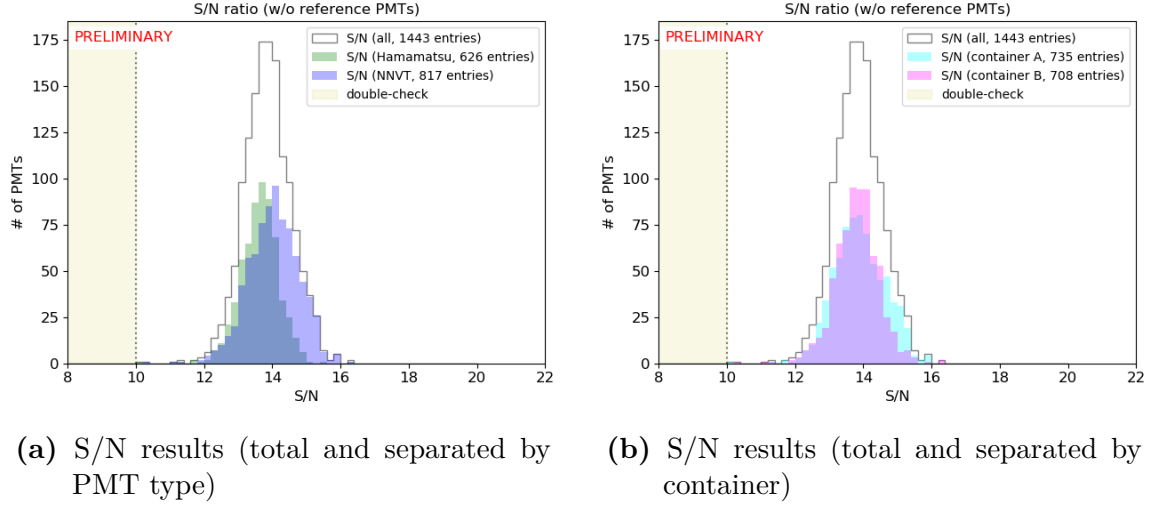 S/N ratio (w/o reference PMTs)
PRELIMINARY
S/N (all, 1443 entries)
S/N (Hamamatsu, 626 entries)
S/N (NNVT, 817 entries)
double-check
# of PMTs
175
150
125
100
75
50
25
0
8 10 12 14 16 18 20 22
S/N
(a) S/N results (total and separated by
PMT type)
S/N ratio (w/o reference PMTs)
PRELIMINARY
S/N (all, 1443 entries)
S/N (container A, 735 entries)
S/N (container B, 708 entries)
double-check
# of PMTs
175
150
125
100
75
50
25
0
8 10 12 14 16 18 20 22
S/N
(b) S/N results (total and separated by
container)